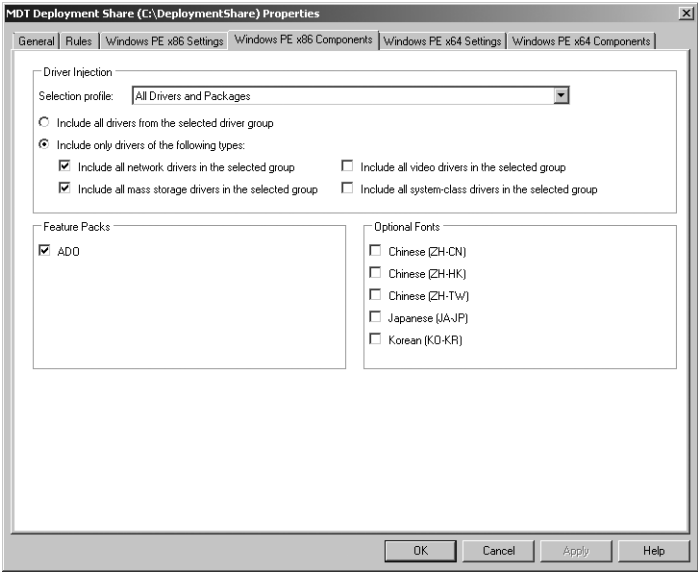 MDT Deployment Share (C:\DeploymentShare) Properties
General Rules Windows PE x86 Settings Windows PE x86 Components Windows PE x64 Settings Windows PE x64 Components
Driver Injection
Selection profile: All Drivers and Packages
Include all drivers from the selected driver group
Include only drivers of the following types:
Include all network drivers in the selected group Include all video drivers in the selected group
Include all mass storage drivers in the selected group Include all system-class drivers in the selected group
Feature Packs Optional Fonts
ADO Chinese (ZH-CN)
Chinese (ZH-HK)
Chinese (ZH-TW)
Japanese (JA-JP)
Korean (KO-KR)
OK Cancel Apply Help